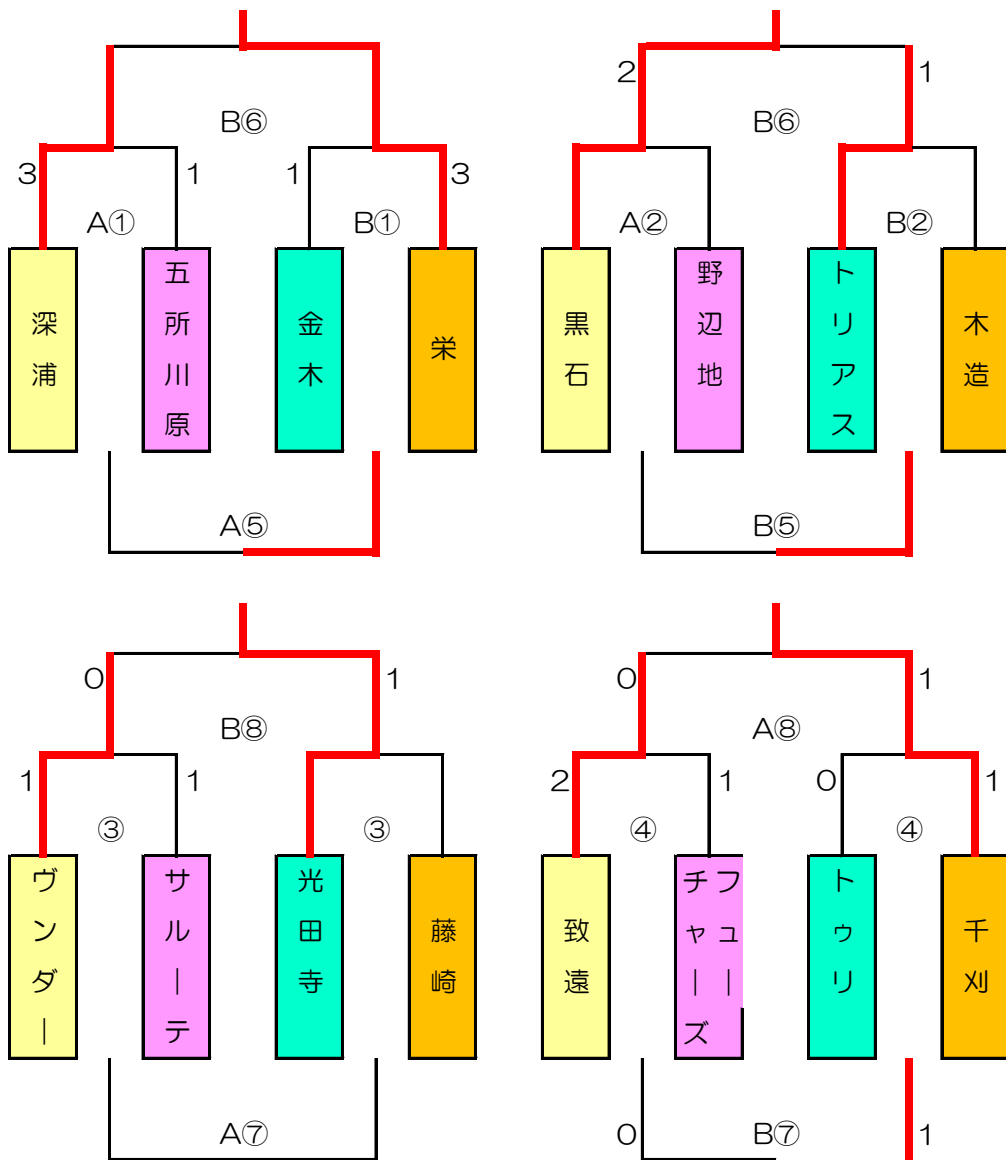 2 1
B⑥ B⑥
3 1 1 3
A① B① A② B②
深浦 五所川原 金木 栄 黒石 野辺地 トリアス 木造
A⑤ B⑤
0 1 0 1
B⑧ A⑧
1 1 2 1 0 1
③ ③ ④ ④
ヴンダー サルーテ 光田寺 藤崎 致遠 フューチャーズ トゥリ 千刈
A⑦ 0 B⑦ 1